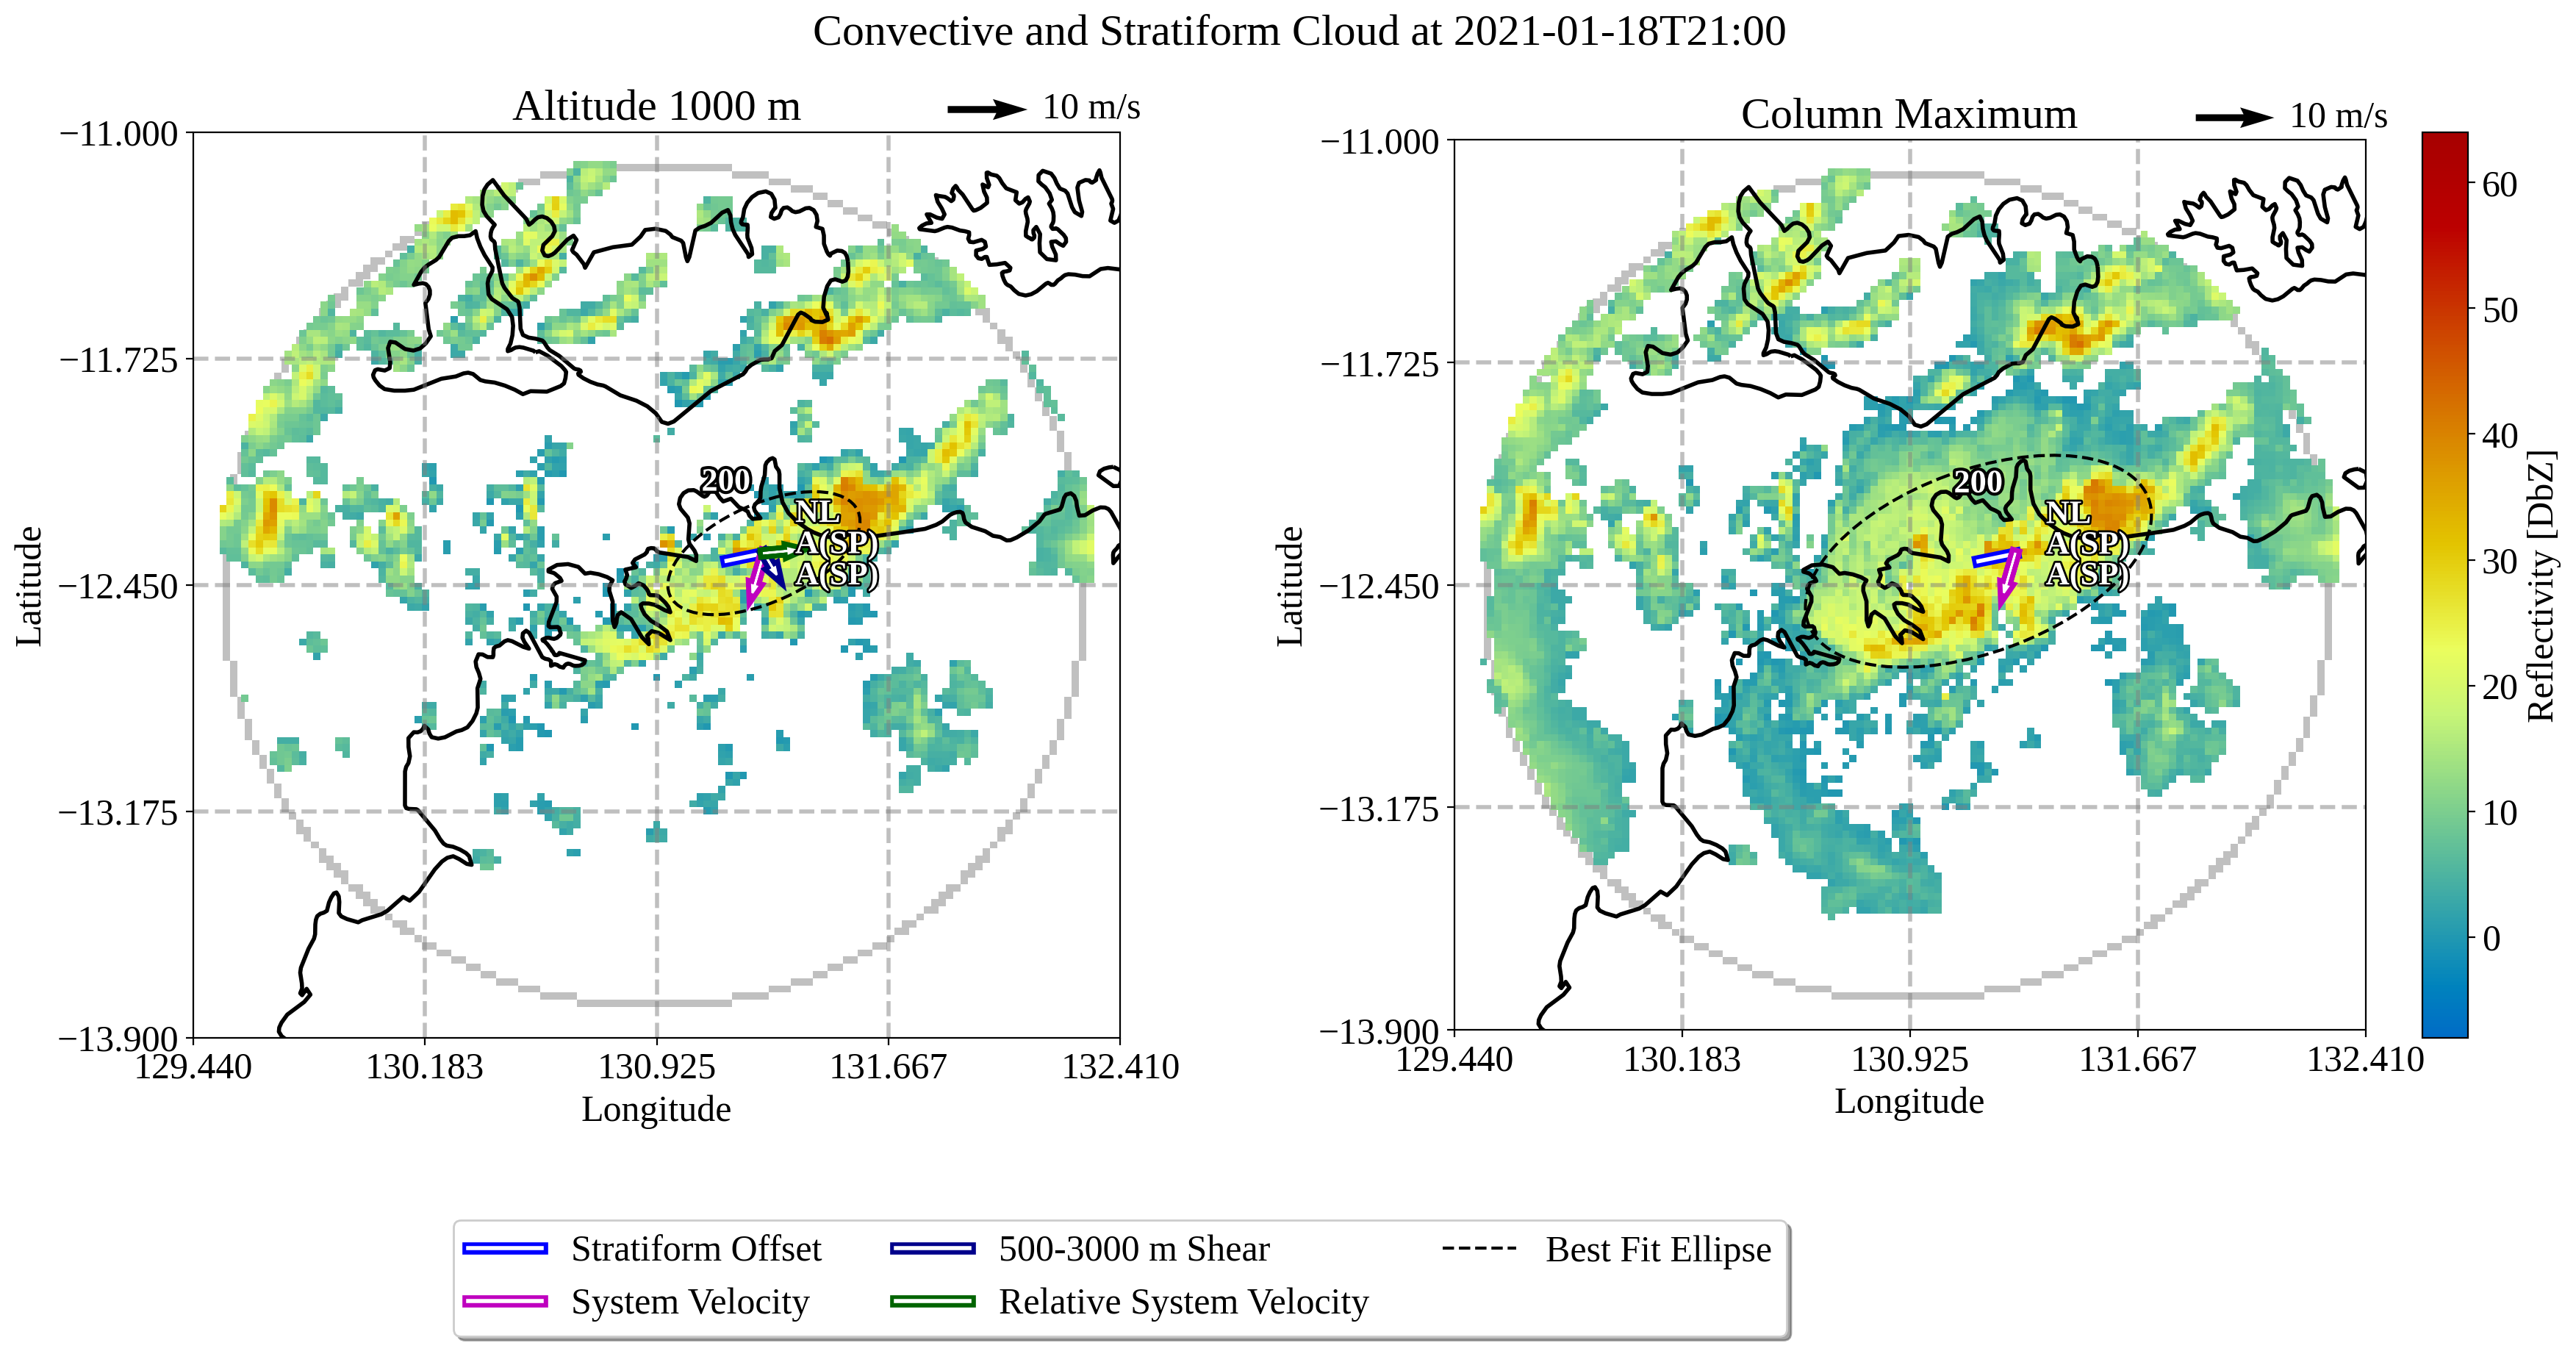 Convective and Stratiform Cloud at 2021-01-18T21:00
Altitude 1000 m
10 m/s
−11.000
−11.725
−12.450
−13.175
−13.900
Latitude
200
NL
A(SP)
A(SP)
129.440
130.183
130.925
131.667
132.410
Longitude
Column Maximum
10 m/s
−11.000
−11.725
−12.450
−13.175
−13.900
Latitude
200
NL
A(SP)
A(SP)
129.440
130.183
130.925
131.667
132.410
Longitude
60
50
40
30
20
10
0
Reflectivity [DbZ]
Stratiform Offset
System Velocity
500-3000 m Shear
Relative System Velocity
Best Fit Ellipse